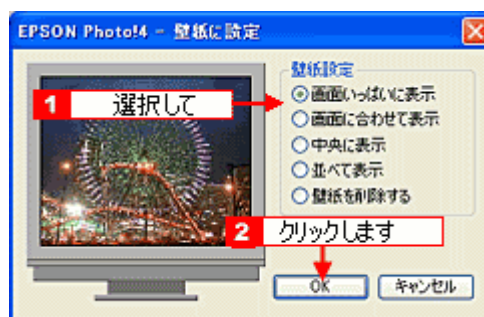 EPSON Photo!4 - 壁紙に設定
壁紙設定
1 選択して
画面いっぱいに表示
画面に合わせて表示
中央に表示
並べて表示
壁紙を削除する
2 クリックします
OK
キャンセル